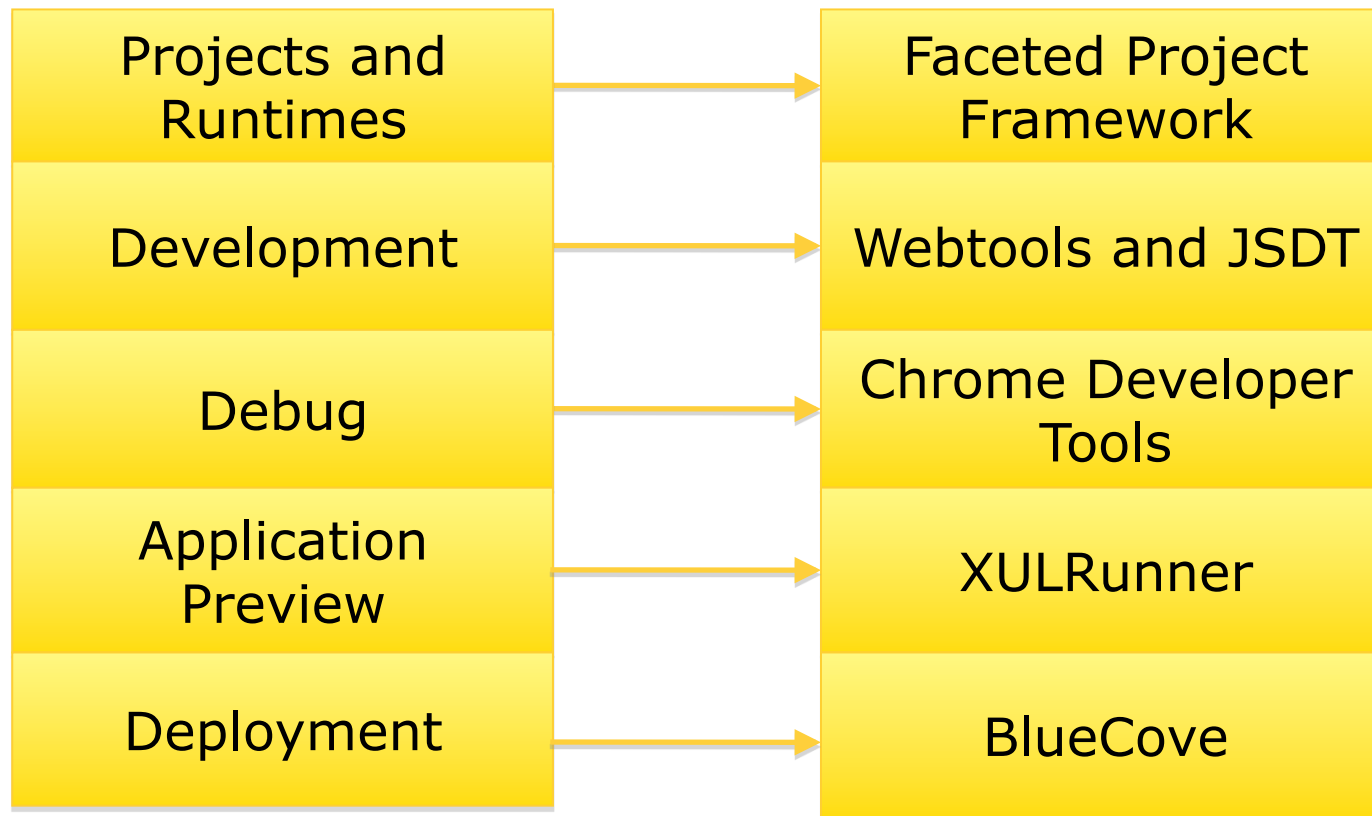 Projects and
Runtimes
Faceted Project
Framework
Development
Webtools and JSDT
Debug
Chrome Developer
Tools
Application
Preview
XULRunner
Deployment
BlueCove